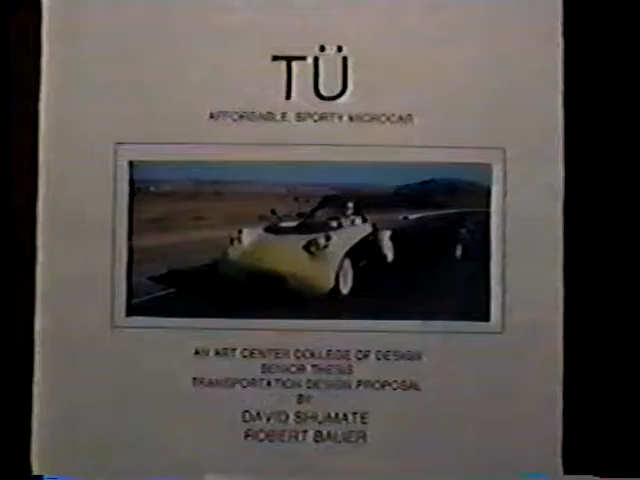 TÜ
AFFORDABLE, SPORTY MICROCAR
AN ART CENTER COLLEGE OF DESIGN
SENIOR THESIS
TRANSPORTATION DESIGN PROPOSAL
BY
DAVID SHUMATE
ROBERT BAUER